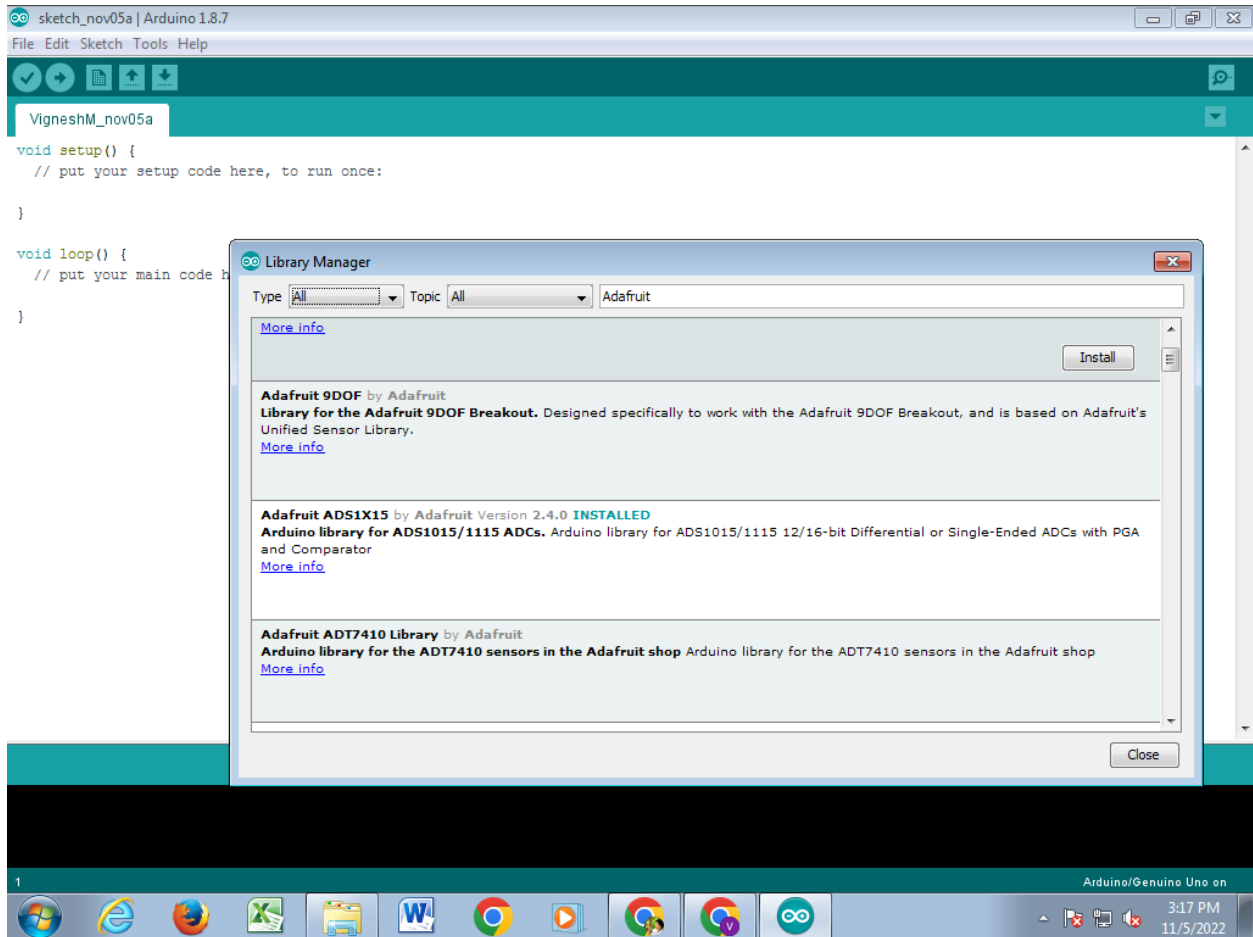 sketch_nov05a | Arduino 1.8.7
File Edit Sketch Tools Help
VigneshM_nov05a
void setup() {
// put your setup code here, to run once:
}
void loop() {
// put your main code h
}
Library Manager
Type All Topic All Adafruit
More info
Install
Adafruit 9DOF by Adafruit
Library for the Adafruit 9DOF Breakout. Designed specifically to work with the Adafruit 9DOF Breakout, and is based on Adafruit's
Unified Sensor Library.
More info
Adafruit ADS1X15 by Adafruit Version 2.4.0 INSTALLED
Arduino library for ADS1015/1115 ADCs. Arduino library for ADS1015/1115 12/16-bit Differential or Single-Ended ADCs with PGA
and Comparator
More info
Adafruit ADT7410 Library by Adafruit
Arduino library for the ADT7410 sensors in the Adafruit shop Arduino library for the ADT7410 sensors in the Adafruit shop
More info
Close
1
Arduino/Genuino Uno on
3:17 PM
11/5/2022